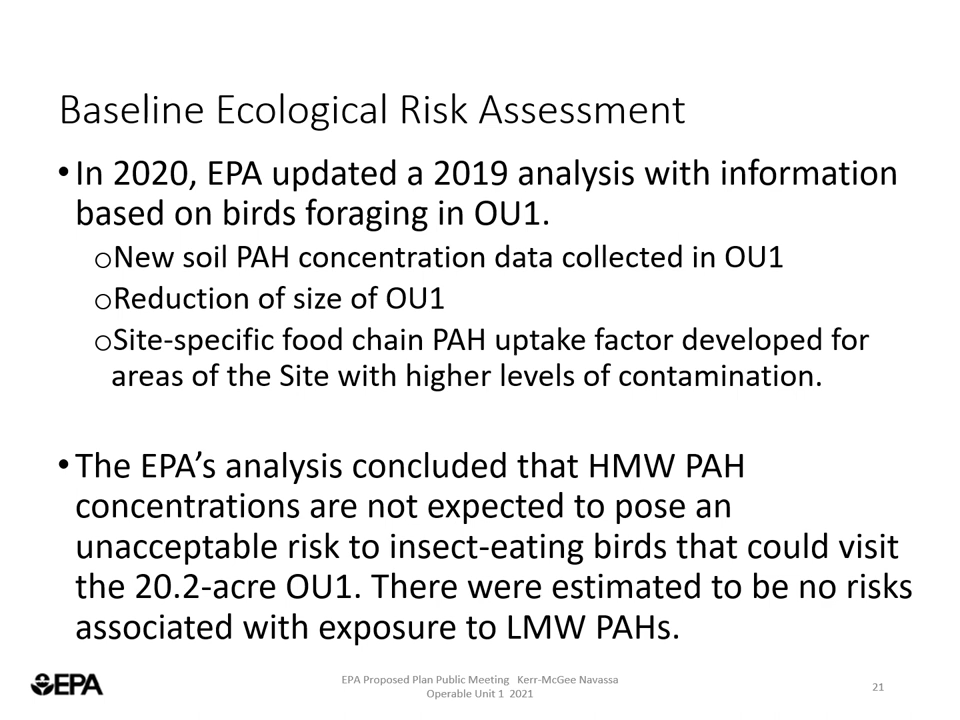 Baseline Ecological Risk Assessment
• In 2020, EPA updated a 2019 analysis with information
based on birds foraging in OU1.
oNew soil PAH concentration data collected in OU1
oReduction of size of OU1
oSite-specific food chain PAH uptake factor developed for
areas of the Site with higher levels of contamination.
• The EPA’s analysis concluded that HMW PAH
concentrations are not expected to pose an
unacceptable risk to insect-eating birds that could visit
the 20.2-acre OU1. There were estimated to be no risks
associated with exposure to LMW PAHs.
EPA
EPA Proposed Plan Public Meeting Kerr-McGee Navassa
Operable Unit 1 2021
21